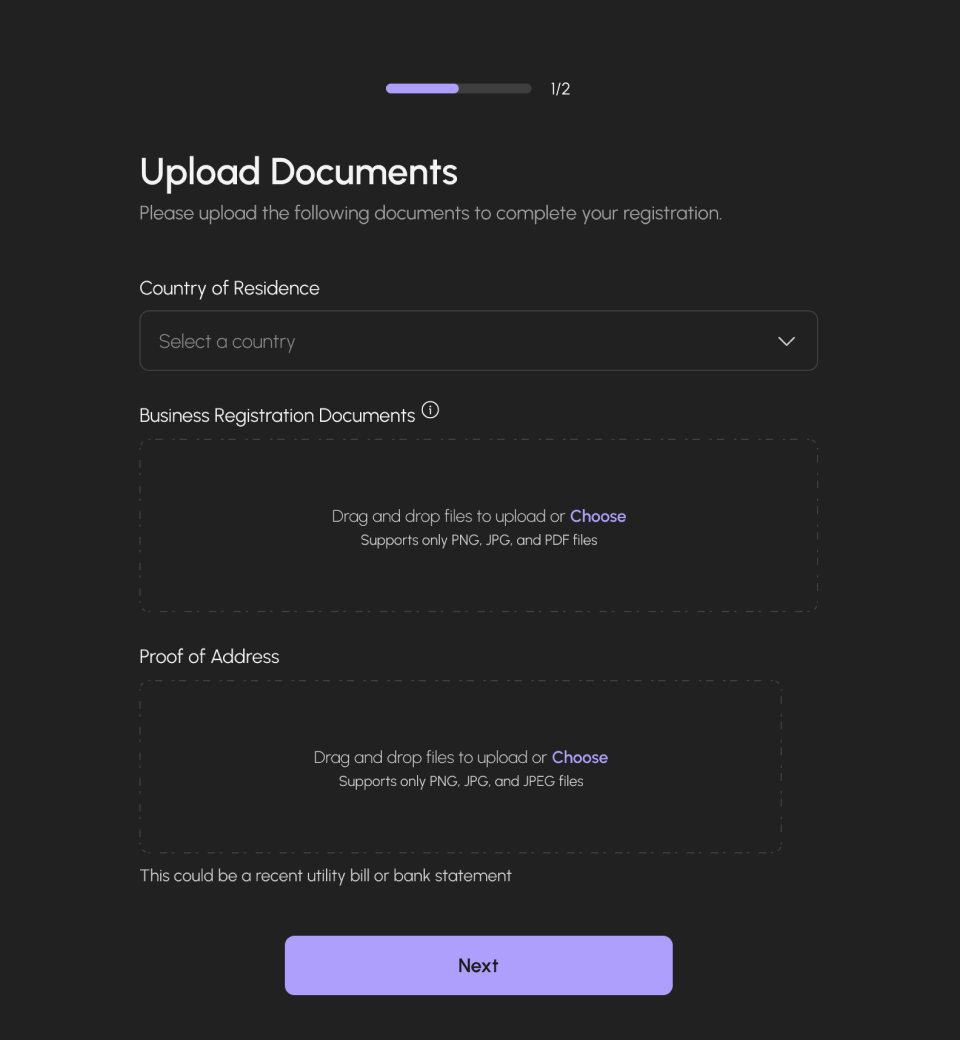 1/2
Upload Documents
Please upload the following documents to complete your registration.
Country of Residence
Select a country
Business Registration Documents
Drag and drop files to upload or Choose
Supports only PNG, JPG, and PDF files
Proof of Address
Drag and drop files to upload or Choose
Supports only PNG, JPG, and JPEG files
This could be a recent utility bill or bank statement
Next